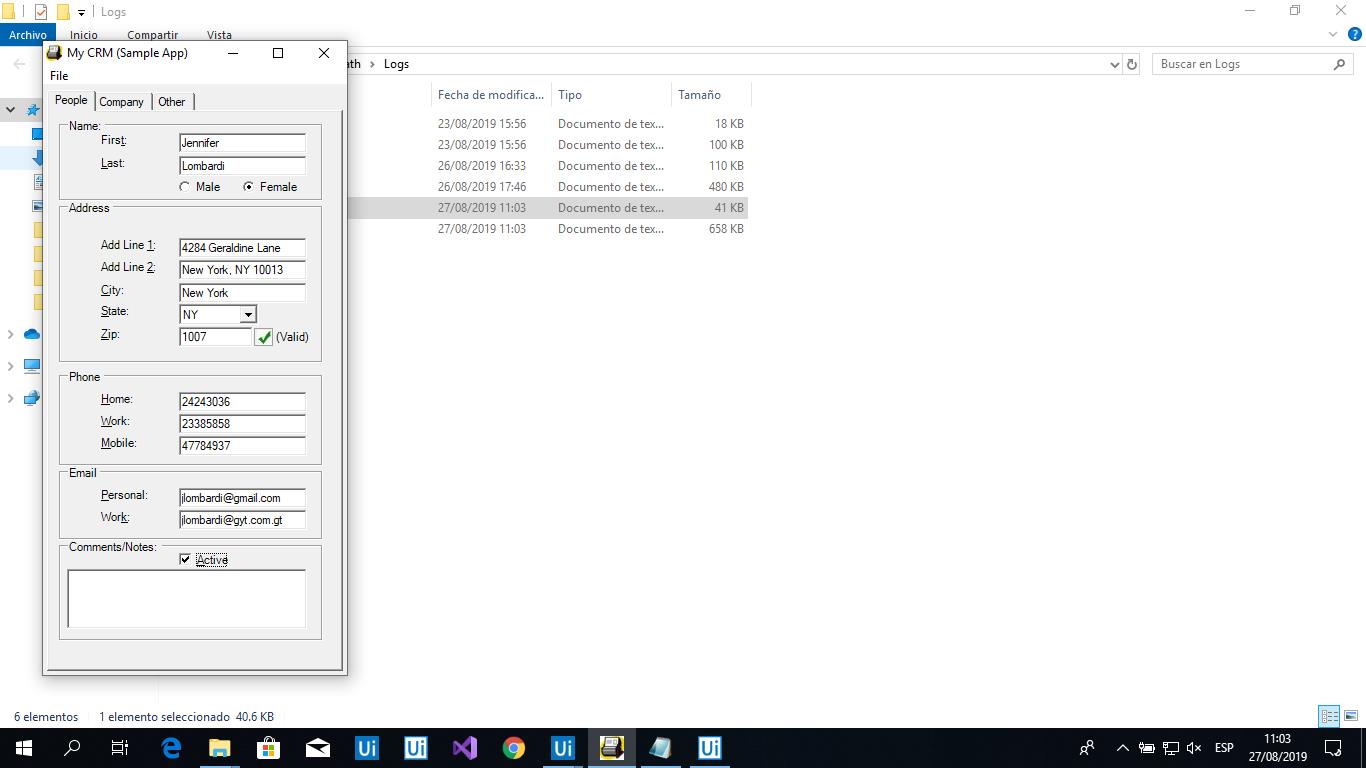 Logs
Archivo Inicio Compartir Vista
My CRM (Sample App)
ath > Logs
Buscar en Logs
File
People Company Other
Fecha de modifica... Tipo Tamaño
Name:
First: Jennifer
Last: Lombardi
Male Female
Address
Add Line 1: 4284 Geraldine Lane
Add Line 2: New York, NY 10013
City: New York
State: NY
Zip: 1007 (Valid)
Phone
Home: 24243036
Work: 23385858
Mobile: 47784937
Email
Personal: jlombardi@gmail.com
Work: jlombardi@gyt.com.gt
Comments/Notes:
Active
23/08/2019 15:56 Documento de tex... 18 KB
23/08/2019 15:56 Documento de tex... 100 KB
26/08/2019 16:33 Documento de tex... 110 KB
26/08/2019 17:46 Documento de tex... 480 KB
27/08/2019 11:03 Documento de tex... 41 KB
27/08/2019 11:03 Documento de tex... 658 KB
6 elementos 1 elemento seleccionado 40.6 KB
Ui Ui Ui Ui
ESP
11:03
27/08/2019